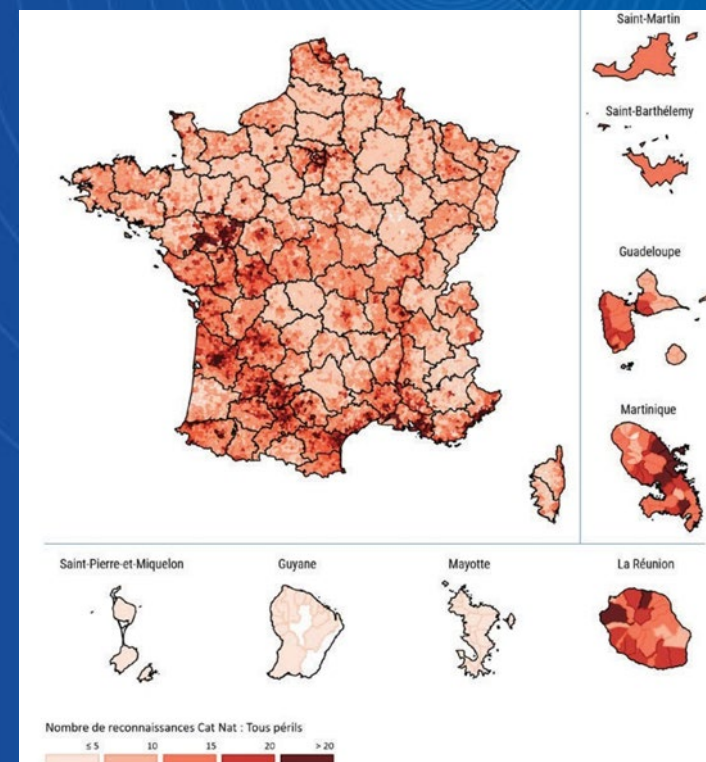 Saint-Martin
Saint-Barthélemy
Guadeloupe
Martinique
Saint-Pierre-et-Miquelon
Guyane
Mayotte
La Réunion
Nombre de reconnaissances Cat Nat : Tous périls
≤ 5
10
15
20
> 20